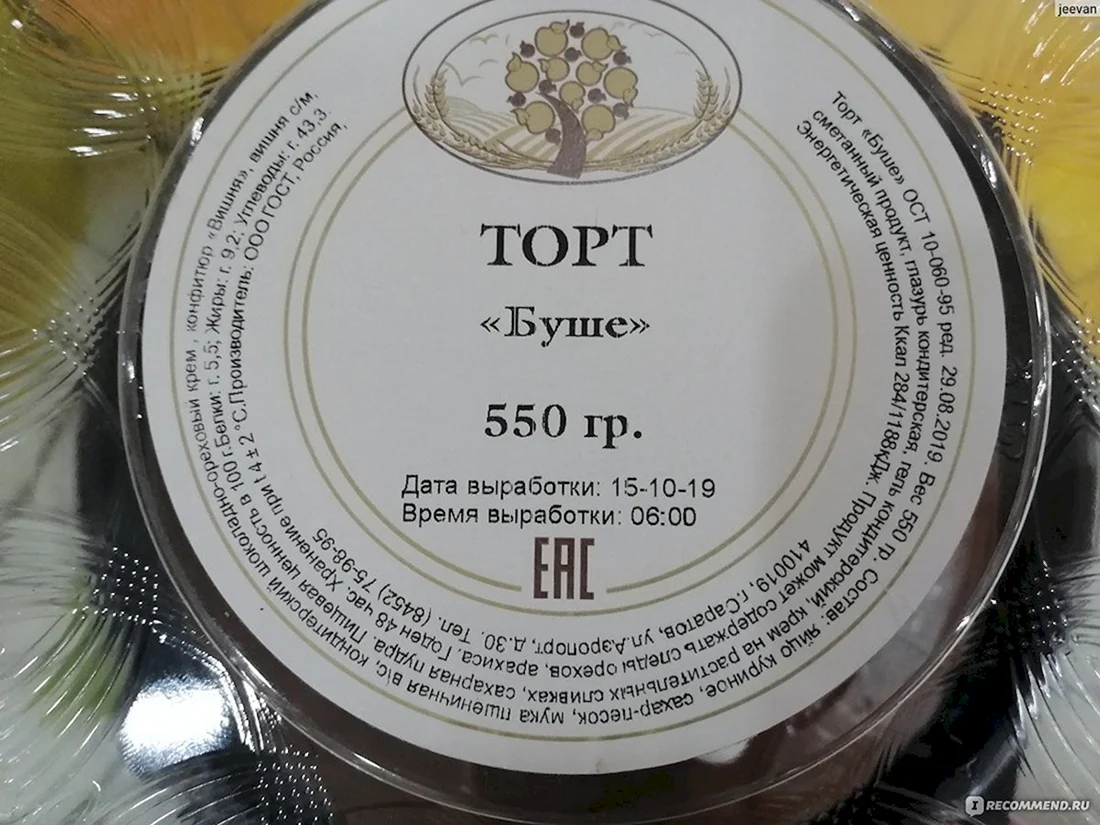 jeevan
ТОРТ
«Буше»
550 гр.
Дата выработки: 15-10-19
Время выработки: 06:00
EAC
Торт «Буше» ОСТ 10-060-95 ред. 29.08.2019. Вес 550 гр. Состав: яйцо куриное, сахар-песок, мука пшеничная в/с, кондитерский шоколадно-ореховый крем , конфитюр «Вишня», вишня с/м,
сметанный продукт, глазурь кондитерская, гель кондитерский, крем на растительных сливках, сахарная пудра. Пищевая ценность в 100 г.Белки: г. 5,5; Жиры: г. 9,2; Углеводы: г. 43,3.
Энергетическая ценность Ккал 284/1188кДж. Продукт может содержать следы орехов, арахиса. Годен 48 час. Хранение при t 4± 2 °С.Производитель: ООО ГОСТ, Россия,
410019, г.Саратов, ул.Аэропорт, д.30. Тел. (8452) 75-98-95
IRECOMMEND.RU